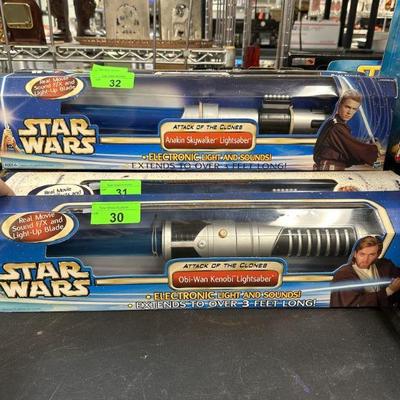 32
Real Movie
Sound F/X and
Light-Up Blade
STAR
WARS
ATTACK OF THE CLONES
Anakin Skywalker Lightsaber
• ELECTRONIC LIGHT AND SOUNDS!
EXTENDS TO OVER 3 FEET LONG!
31
30
Real Movie
Sound F/X and
Light-Up Blade
STAR
WARS
ATTACK OF THE CLONES
Obi-Wan Kenobi Lightsaber
• ELECTRONIC LIGHT AND SOUNDS!
• EXTENDS TO OVER 3 FEET LONG!